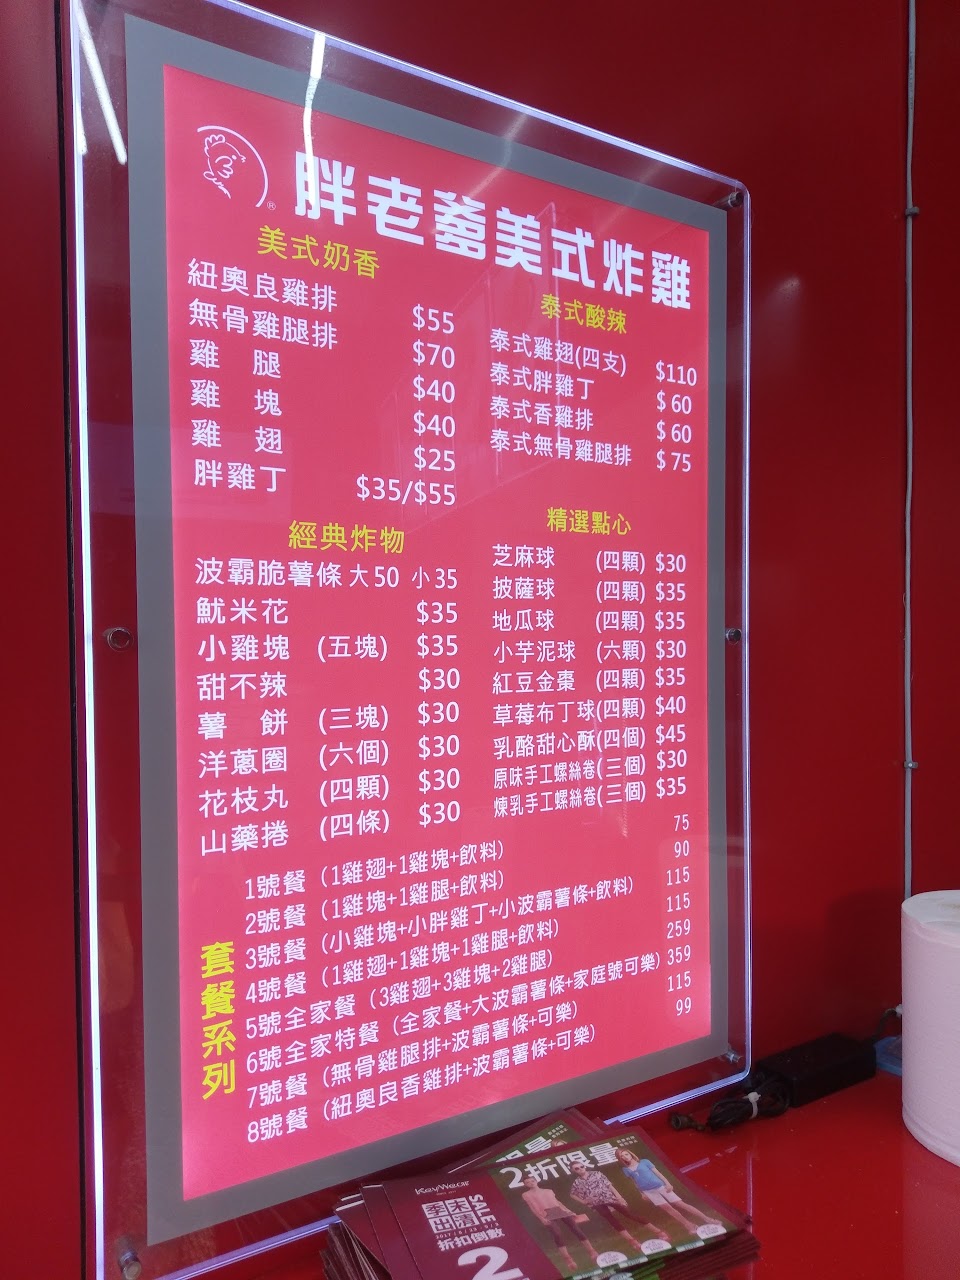 胖老爹美式炸雞
®
美式奶香
紐奧良雞排 $55
無骨雞腿排 $70
雞 腿 $40
雞 塊 $40
雞 翅 $25
胖雞丁 $35/$55
泰式酸辣
泰式雞翅(四支) $110
泰式胖雞丁 $60
泰式香雞排 $60
泰式無骨雞腿排 $75
經典炸物
波霸脆薯條 大50 小35
魷米花 $35
小雞塊 (五塊) $35
甜不辣 $30
薯 餅 (三塊) $30
洋蔥圈 (六個) $30
花枝丸 (四顆) $30
山藥捲 (四條) $30
精選點心
芝麻球 (四顆) $30
披薩球 (四顆) $35
地瓜球 (四顆) $35
小芋泥球 (六顆) $30
紅豆金棗 (四顆) $35
草莓布丁球(四顆) $40
乳酪甜心酥(四個) $45
原味手工螺絲卷(三個) $30
煉乳手工螺絲卷(三個) $35
套餐系列
1號餐 (1雞翅+1雞塊+飲料) 75
2號餐 (1雞塊+1雞腿+飲料) 90
3號餐 (小雞塊+小胖雞丁+小波霸薯條+飲料) 115
4號餐 (1雞翅+1雞塊+1雞腿+飲料) 115
5號全家餐 (3雞翅+3雞塊+2雞腿) 259
6號全家特餐 (全家餐+大波霸薯條+家庭號可樂) 359
7號餐 (無骨雞腿排+波霸薯條+可樂) 115
8號餐 (紐奧良香雞排+波霸薯條+可樂) 99
KeyWear
季末出清
SALE
折扣倒數
2
2折限量